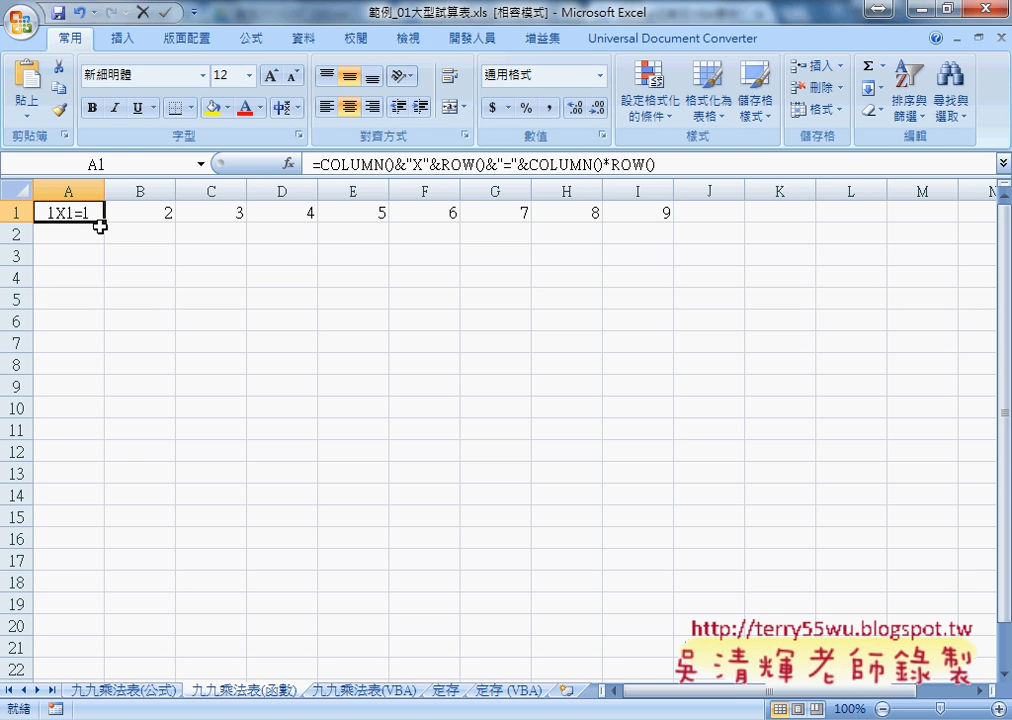 範例_01大型試算表.xls [相容模式] - Microsoft Excel
常用 插入 版面配置 公式 資料 校閱 檢視 開發人員 增益集 Universal Document Converter
貼上 新細明體 12 通用格式 設定格式化的條件 格式化為表格 儲存格樣式 插入 刪除 格式 排序與篩選 尋找與選取
剪貼簿 字型 對齊方式 數值 樣式 儲存格 編輯
A1 fx =COLUMN()&"X"&ROW()&"="&COLUMN()*ROW()
A B C D E F G H I J K L M N
1 1X1=1 2 3 4 5 6 7 8 9
2
3
4
5
6
7
8
9
10
11
12
13
14
15
16
17
18
19
20
21
22
http://terry55wu.blogspot.tw
吳清輝老師錄製
九九乘法表(公式) 九九乘法表(函數) 九九乘法表(VBA) 定存 定存 (VBA)
就緒 100%